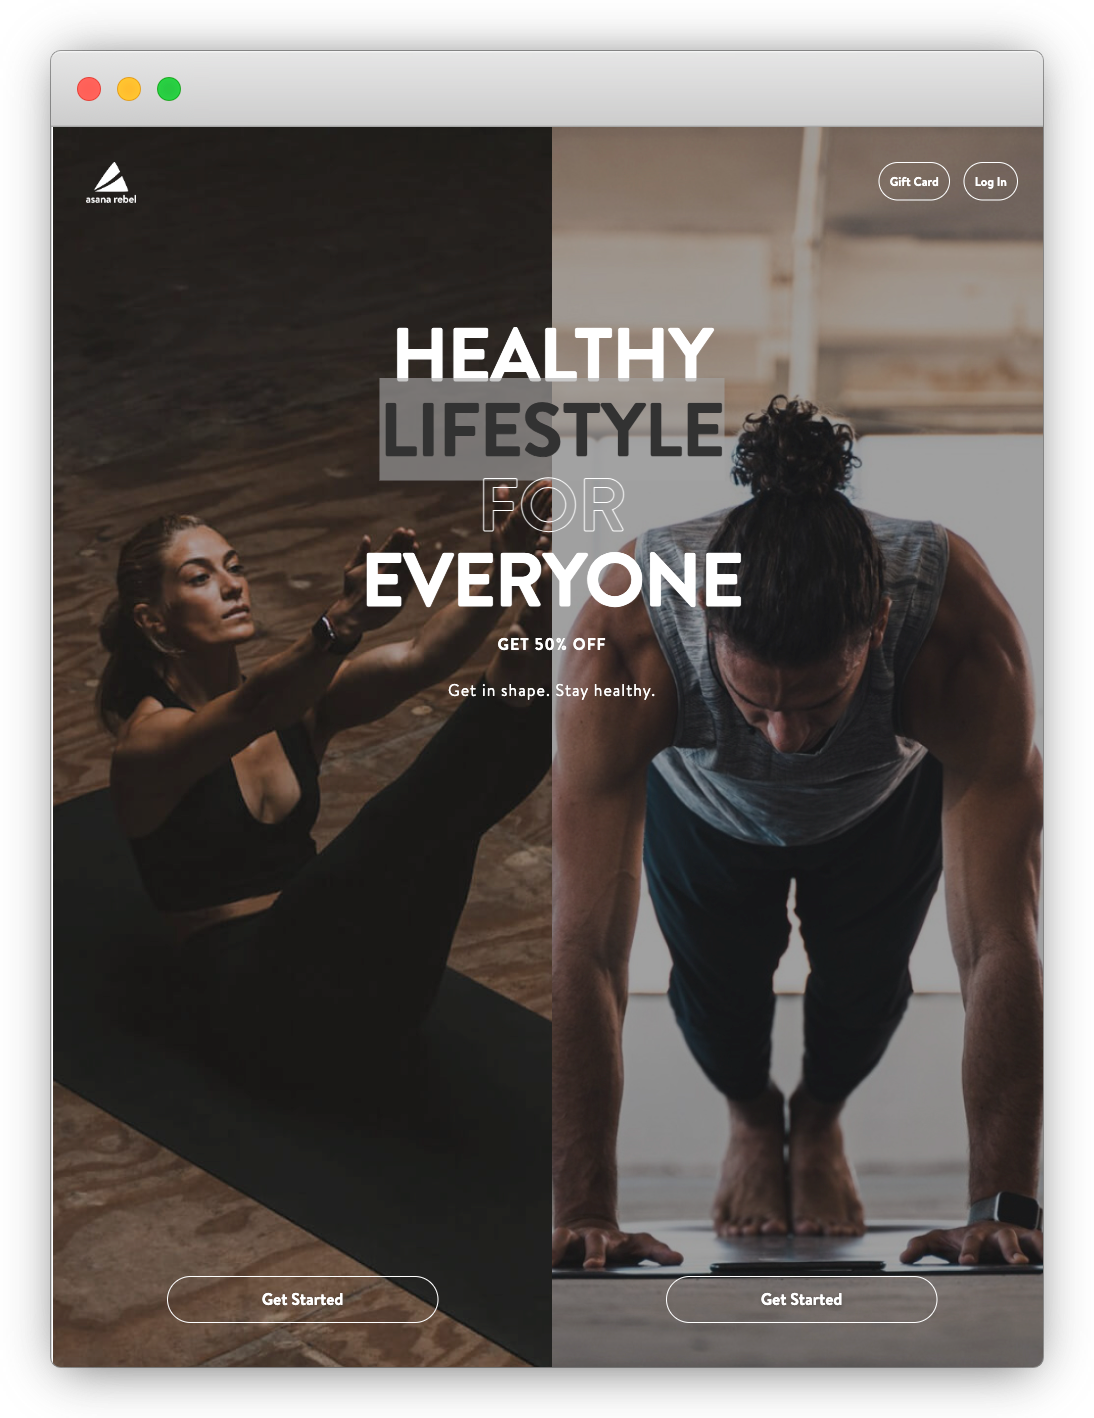 asana rebel
Gift Card
Log In
HEALTHY
LIFESTYLE
FOR
EVERYONE
GET 50% OFF
Get in shape. Stay healthy.
Get Started
Get Started